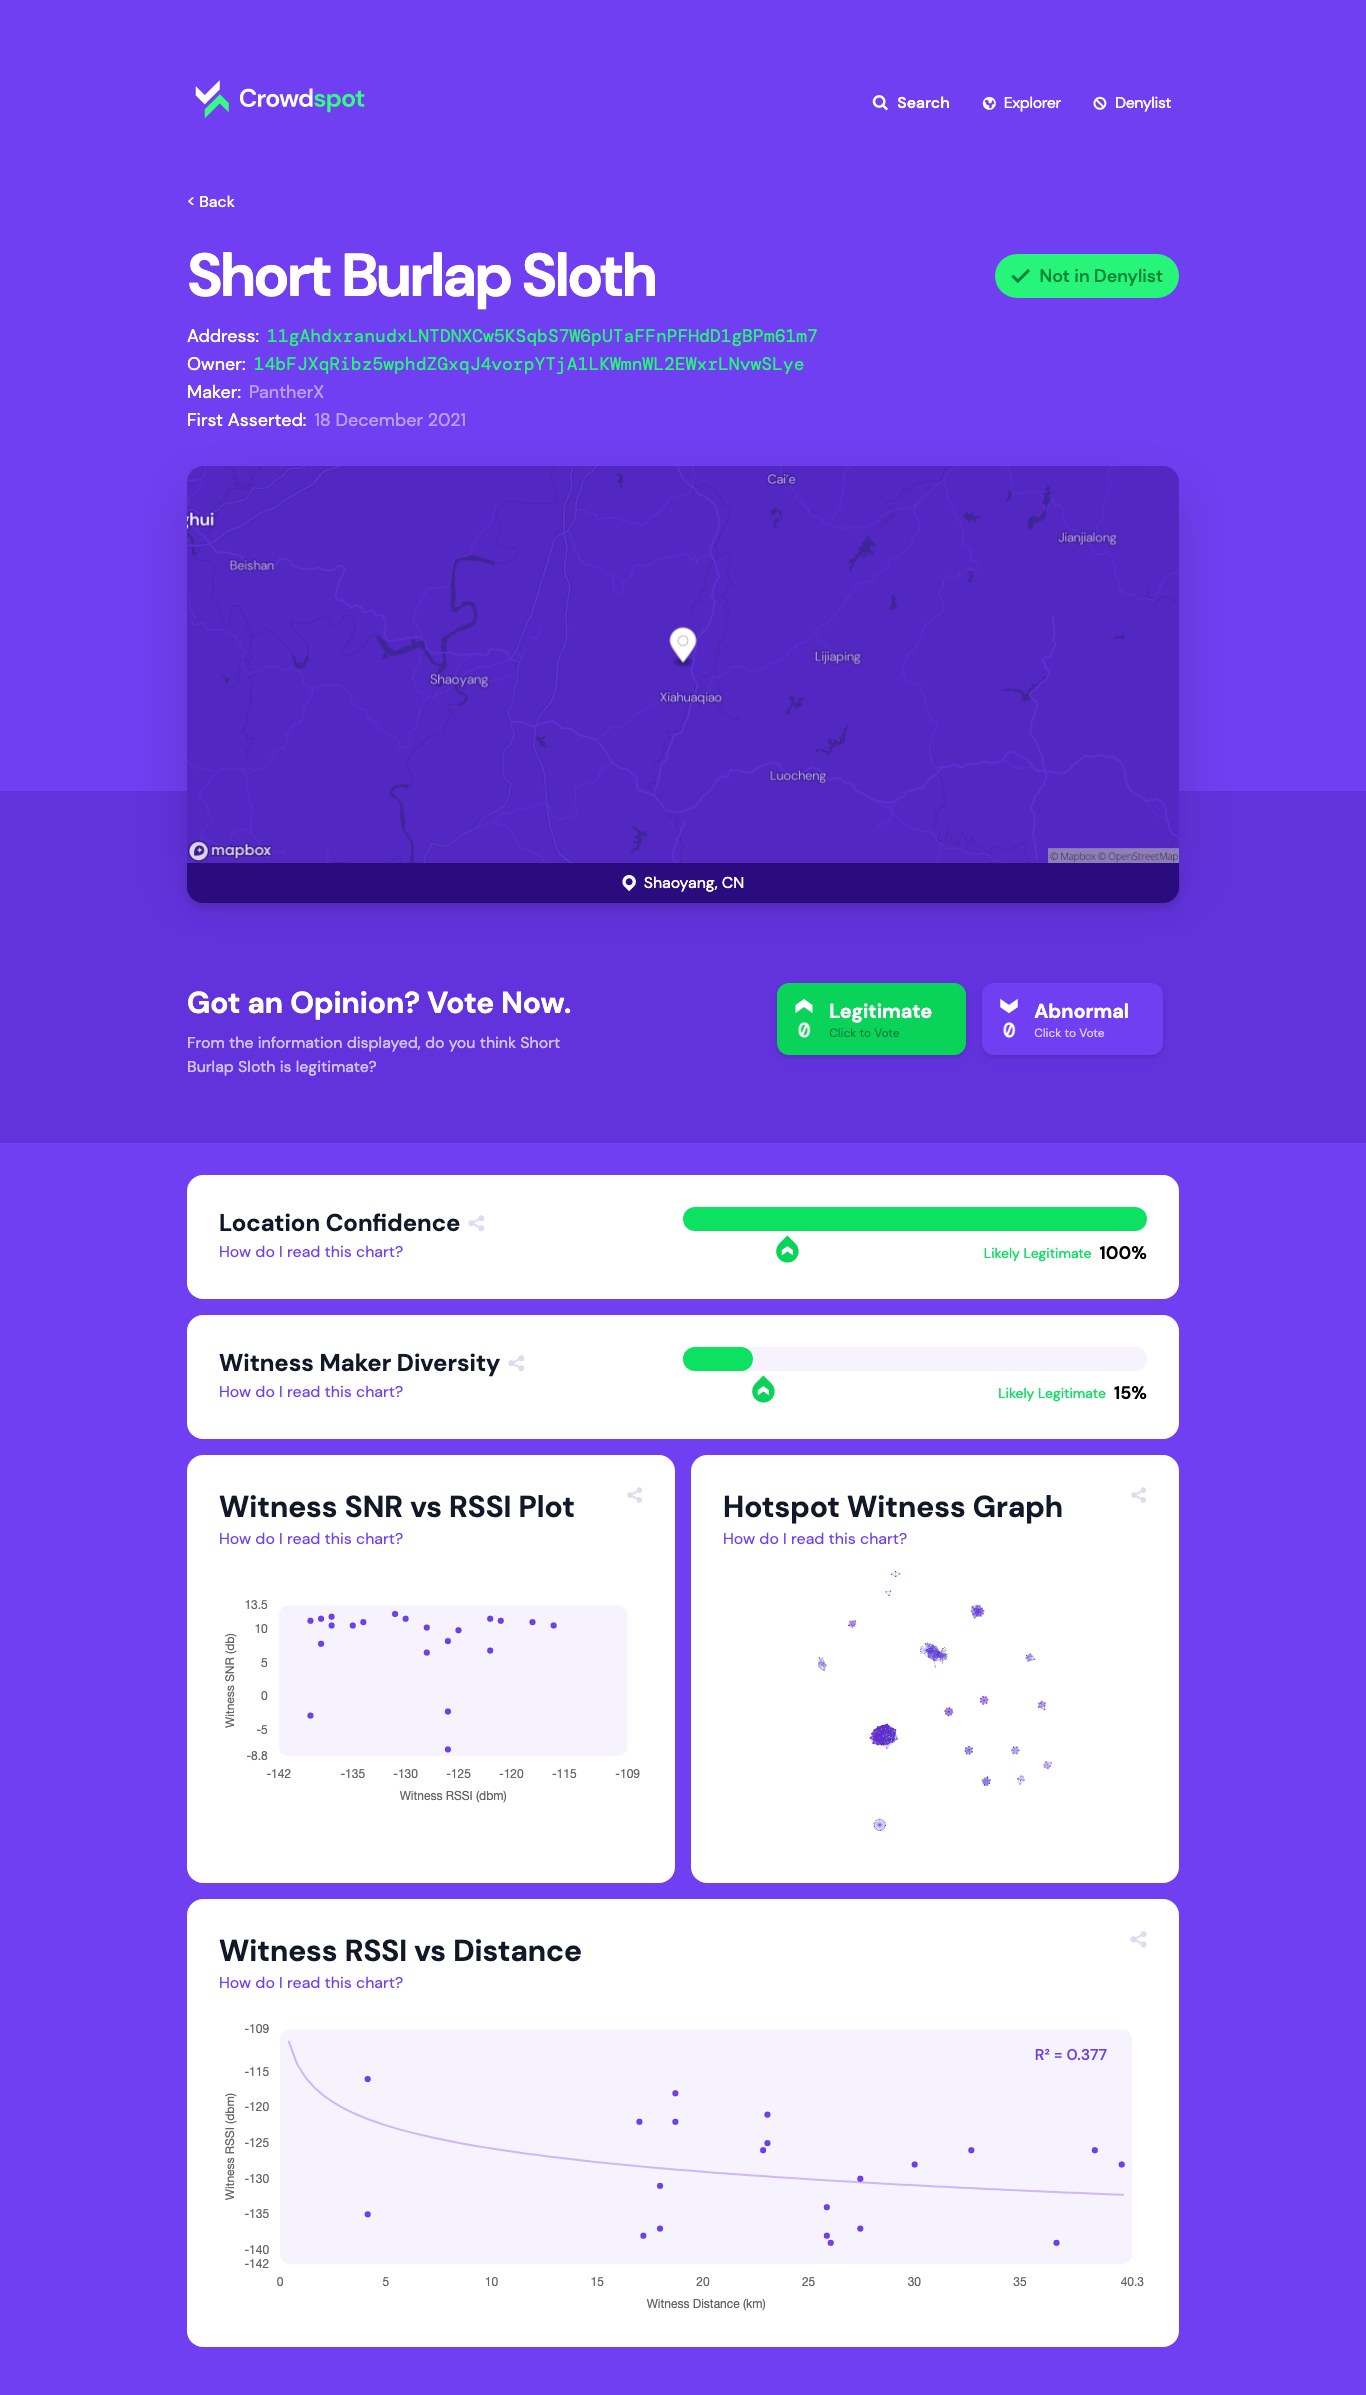 Crowdspot
Search
Explorer
Denylist
< Back
Short Burlap Sloth
Not in Denylist
Address: 11gAhdxranudxLNTDNXCw5KSqbS7W6pUTaFFnPFHdD1gBPm61m7
Owner: 14bFJXqRibz5wphdZGxqJ4vorpYTjA1LKWmnWL2EWxrLNvwSLye
Maker: PantherX
First Asserted: 18 December 2021
Cai'e
ghui
Jianjialong
Beishan
Lijiaping
Shaoyang
Xiahuaqiao
Luocheng
mapbox
© Mapbox © OpenStreetMap
Shaoyang, CN
Got an Opinion? Vote Now.
From the information displayed, do you think Short
Burlap Sloth is legitimate?
Legitimate
0
Click to Vote
Abnormal
0
Click to Vote
Location Confidence
How do I read this chart?
Likely Legitimate 100%
Witness Maker Diversity
How do I read this chart?
Likely Legitimate 15%
Witness SNR vs RSSI Plot
How do I read this chart?
Witness SNR (db)
13.5
10
5
0
-5
-8.8
-142 -135 -130 -125 -120 -115 -109
Witness RSSI (dbm)
Hotspot Witness Graph
How do I read this chart?
Witness RSSI vs Distance
How do I read this chart?
Witness RSSI (dbm)
-109
-115
-120
-125
-130
-135
-140
-142
R² = 0.377
0 5 10 15 20 25 30 35 40.3
Witness Distance (km)